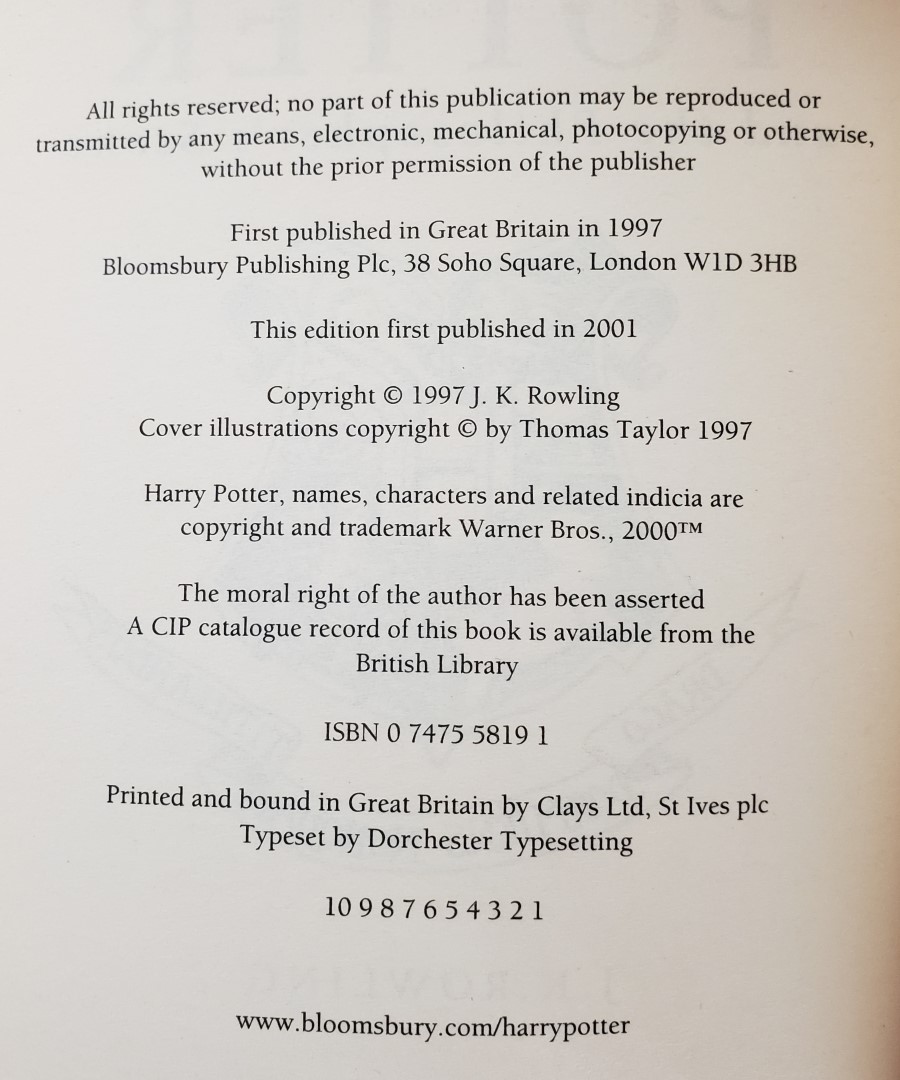 All rights reserved; no part of this publication may be reproduced or
transmitted by any means, electronic, mechanical, photocopying or otherwise,
without the prior permission of the publisher
First published in Great Britain in 1997
Bloomsbury Publishing Plc, 38 Soho Square, London W1D 3HB
This edition first published in 2001
Copyright © 1997 J. K. Rowling
Cover illustrations copyright © by Thomas Taylor 1997
Harry Potter, names, characters and related indicia are
copyright and trademark Warner Bros., 2000™
The moral right of the author has been asserted
A CIP catalogue record of this book is available from the
British Library
ISBN 0 7475 5819 1
Printed and bound in Great Britain by Clays Ltd, St Ives plc
Typeset by Dorchester Typesetting
10 9 8 7 6 5 4 3 2 1
www.bloomsbury.com/harrypotter